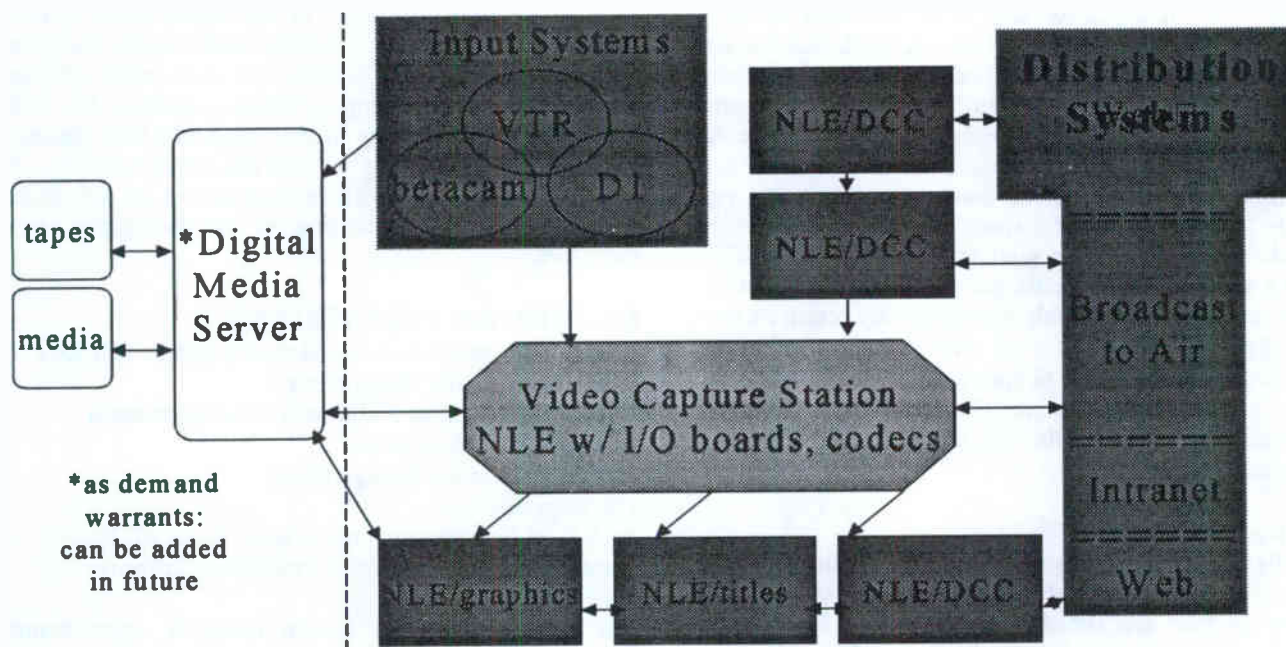 Input Systems
VTR
betacam
D1
NLE/DCC
NLE/DCC
Distribution
Systems
Web
tapes
media
*Digital
Media
Server
Broadcast
to Air
Video Capture Station
NLE w/ I/O boards, codecs
*as demand
warrants:
can be added
in future
Intranet
Web
NLE/graphics
NLE/titles
NLE/DCC